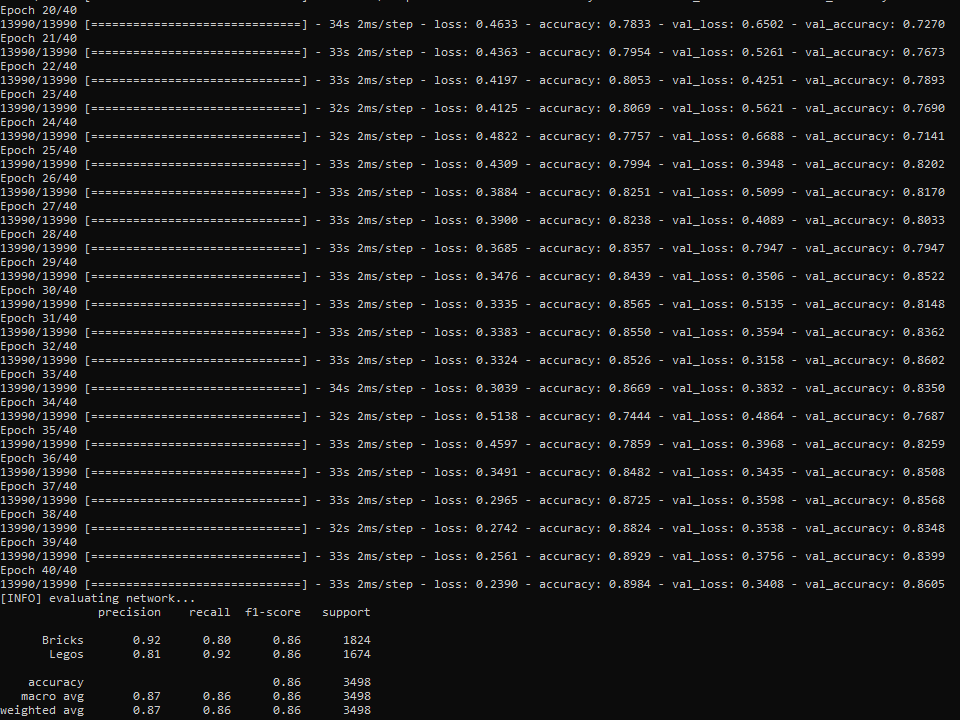 Epoch 20/40
13990/13990 [==============================] - 34s 2ms/step - loss: 0.4633 - accuracy: 0.7833 - val_loss: 0.6502 - val_accuracy: 0.7270
Epoch 21/40
13990/13990 [==============================] - 33s 2ms/step - loss: 0.4363 - accuracy: 0.7954 - val_loss: 0.5261 - val_accuracy: 0.7673
Epoch 22/40
13990/13990 [==============================] - 33s 2ms/step - loss: 0.4197 - accuracy: 0.8053 - val_loss: 0.4251 - val_accuracy: 0.7893
Epoch 23/40
13990/13990 [==============================] - 32s 2ms/step - loss: 0.4125 - accuracy: 0.8069 - val_loss: 0.5621 - val_accuracy: 0.7690
Epoch 24/40
13990/13990 [==============================] - 32s 2ms/step - loss: 0.4822 - accuracy: 0.7757 - val_loss: 0.6688 - val_accuracy: 0.7141
Epoch 25/40
13990/13990 [==============================] - 33s 2ms/step - loss: 0.4309 - accuracy: 0.7994 - val_loss: 0.3948 - val_accuracy: 0.8202
Epoch 26/40
13990/13990 [==============================] - 33s 2ms/step - loss: 0.3884 - accuracy: 0.8251 - val_loss: 0.5099 - val_accuracy: 0.8170
Epoch 27/40
13990/13990 [==============================] - 33s 2ms/step - loss: 0.3900 - accuracy: 0.8238 - val_loss: 0.4089 - val_accuracy: 0.8033
Epoch 28/40
13990/13990 [==============================] - 33s 2ms/step - loss: 0.3685 - accuracy: 0.8357 - val_loss: 0.7947 - val_accuracy: 0.7947
Epoch 29/40
13990/13990 [==============================] - 33s 2ms/step - loss: 0.3476 - accuracy: 0.8439 - val_loss: 0.3506 - val_accuracy: 0.8522
Epoch 30/40
13990/13990 [==============================] - 33s 2ms/step - loss: 0.3335 - accuracy: 0.8565 - val_loss: 0.5135 - val_accuracy: 0.8148
Epoch 31/40
13990/13990 [==============================] - 33s 2ms/step - loss: 0.3383 - accuracy: 0.8550 - val_loss: 0.3594 - val_accuracy: 0.8362
Epoch 32/40
13990/13990 [==============================] - 33s 2ms/step - loss: 0.3324 - accuracy: 0.8526 - val_loss: 0.3158 - val_accuracy: 0.8602
Epoch 33/40
13990/13990 [==============================] - 34s 2ms/step - loss: 0.3039 - accuracy: 0.8669 - val_loss: 0.3832 - val_accuracy: 0.8350
Epoch 34/40
13990/13990 [==============================] - 32s 2ms/step - loss: 0.5138 - accuracy: 0.7444 - val_loss: 0.4864 - val_accuracy: 0.7687
Epoch 35/40
13990/13990 [==============================] - 33s 2ms/step - loss: 0.4597 - accuracy: 0.7859 - val_loss: 0.3968 - val_accuracy: 0.8259
Epoch 36/40
13990/13990 [==============================] - 33s 2ms/step - loss: 0.3491 - accuracy: 0.8482 - val_loss: 0.3435 - val_accuracy: 0.8508
Epoch 37/40
13990/13990 [==============================] - 33s 2ms/step - loss: 0.2965 - accuracy: 0.8725 - val_loss: 0.3598 - val_accuracy: 0.8568
Epoch 38/40
13990/13990 [==============================] - 32s 2ms/step - loss: 0.2742 - accuracy: 0.8824 - val_loss: 0.3538 - val_accuracy: 0.8348
Epoch 39/40
13990/13990 [==============================] - 33s 2ms/step - loss: 0.2561 - accuracy: 0.8929 - val_loss: 0.3756 - val_accuracy: 0.8399
Epoch 40/40
13990/13990 [==============================] - 33s 2ms/step - loss: 0.2390 - accuracy: 0.8984 - val_loss: 0.3408 - val_accuracy: 0.8605
[INFO] evaluating network...
precision recall f1-score support
Bricks 0.92 0.80 0.86 1824
Legos 0.81 0.92 0.86 1674
accuracy 0.86 3498
macro avg 0.87 0.86 0.86 3498
weighted avg 0.87 0.86 0.86 3498